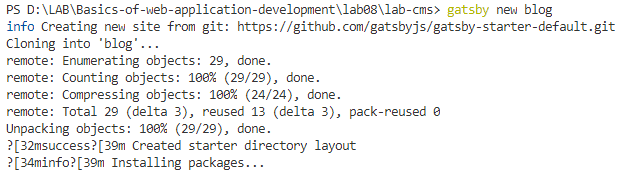 PS D:\LAB\Basics-of-web-application-development\lab08\lab-cms> gatsby new blog
info Creating new site from git: https://github.com/gatsbyjs/gatsby-starter-default.git
Cloning into 'blog'...
remote: Enumerating objects: 29, done.
remote: Counting objects: 100% (29/29), done.
remote: Compressing objects: 100% (24/24), done.
remote: Total 29 (delta 3), reused 13 (delta 3), pack-reused 0
Unpacking objects: 100% (29/29), done.
?[32msuccess?[39m Created starter directory layout
?[34minfo?[39m Installing packages...